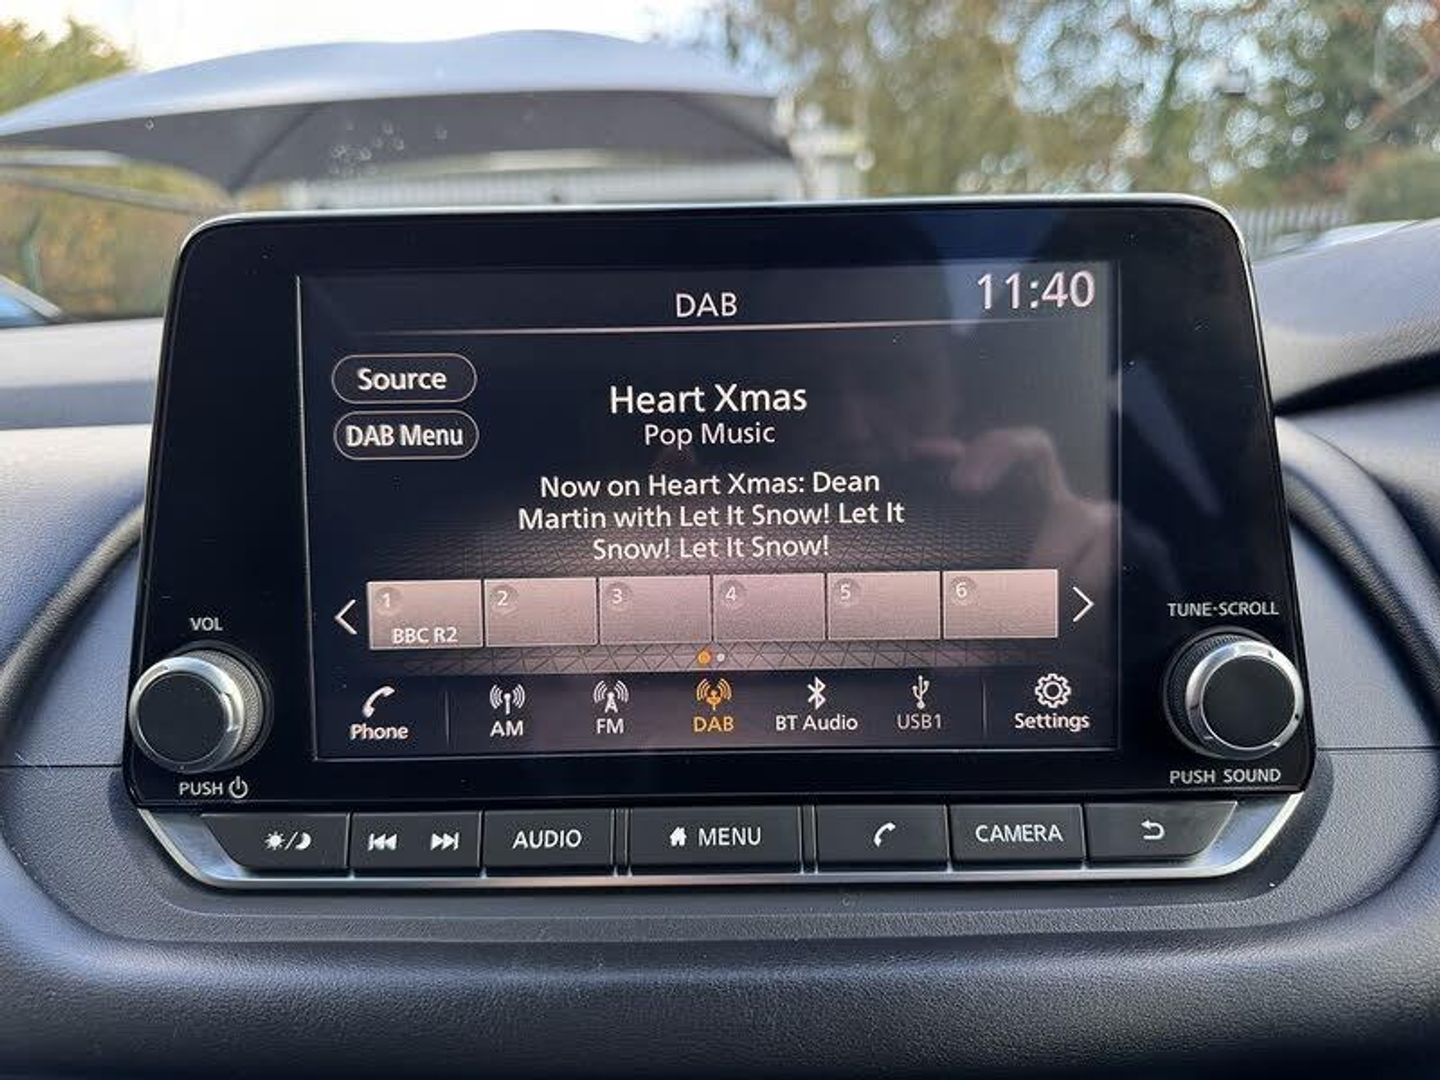 DAB
11:40
Source
DAB Menu
Heart Xmas
Pop Music
Now on Heart Xmas: Dean
Martin with Let It Snow! Let It
Snow! Let It Snow!
1 2 3 4 5 6
BBC R2
Phone AM FM DAB BT Audio USB1 Settings
VOL
PUSH
TUNE·SCROLL
PUSH SOUND
AUDIO MENU CAMERA